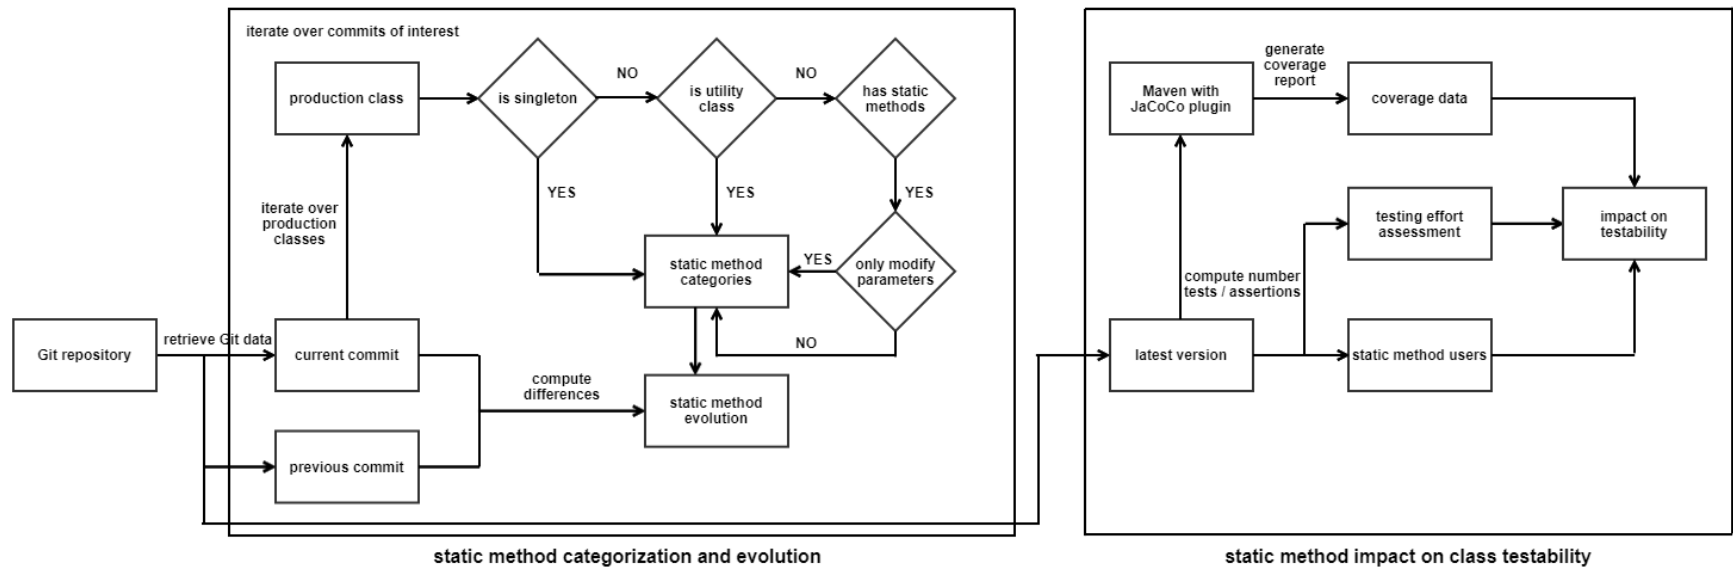 iterate over commits of interest
production class
is singleton
NO
is utility
class
NO
has static
methods
YES
YES
YES
iterate over
production
classes
static method
categories
YES
only modify
parameters
NO
Git repository
retrieve Git data
current commit
compute
differences
static method
evolution
previous commit
static method categorization and evolution
Maven with
JaCoCo plugin
generate
coverage
report
coverage data
testing effort
assessment
impact on
testability
compute number
tests / assertions
latest version
static method users
static method impact on class testability